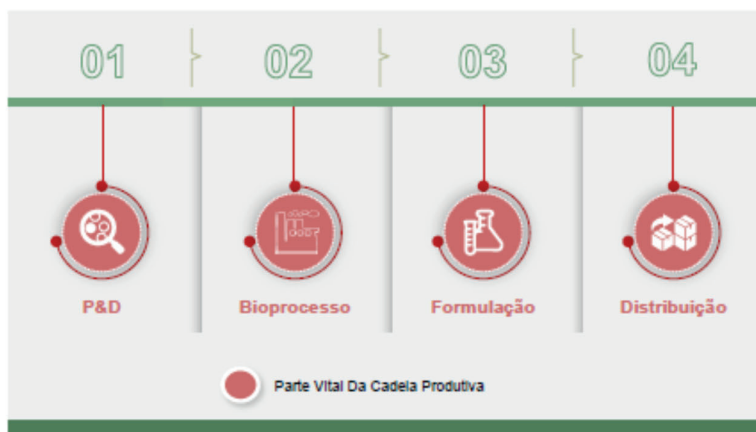 01 02 03 04
P&D Bioprocesso Formulação Distribuição
Parte Vital Da Cadeia Produtiva